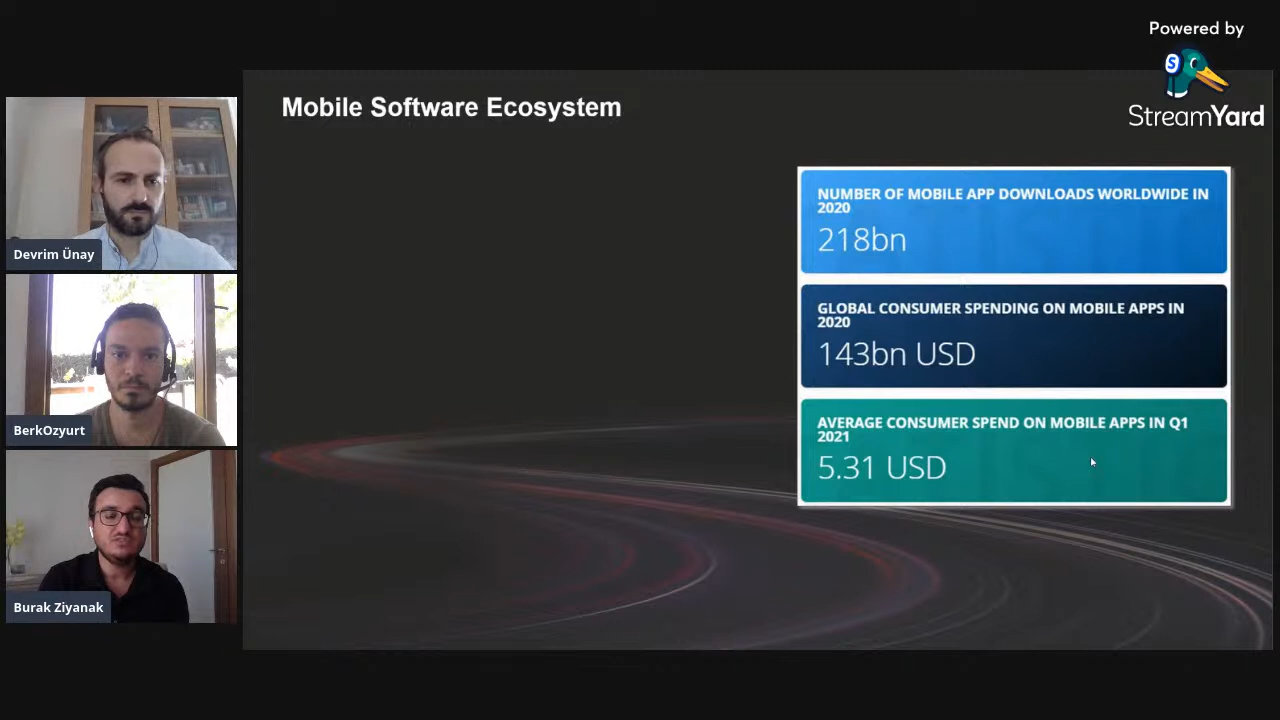 Powered by
StreamYard
Mobile Software Ecosystem
Devrim Ünay
BerkOzyurt
Burak Ziyanak
NUMBER OF MOBILE APP DOWNLOADS WORLDWIDE IN
2020
218bn
GLOBAL CONSUMER SPENDING ON MOBILE APPS IN
2020
143bn USD
AVERAGE CONSUMER SPEND ON MOBILE APPS IN Q1
2021
5.31 USD